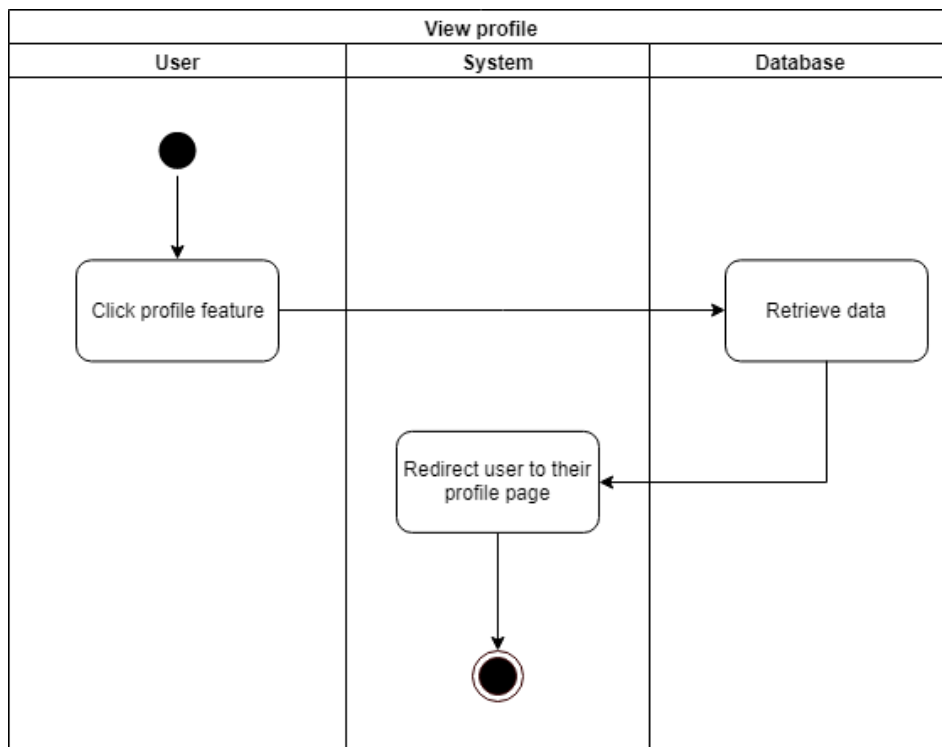 View profile
User
System
Database
Click profile feature
Retrieve data
Redirect user to their
profile page